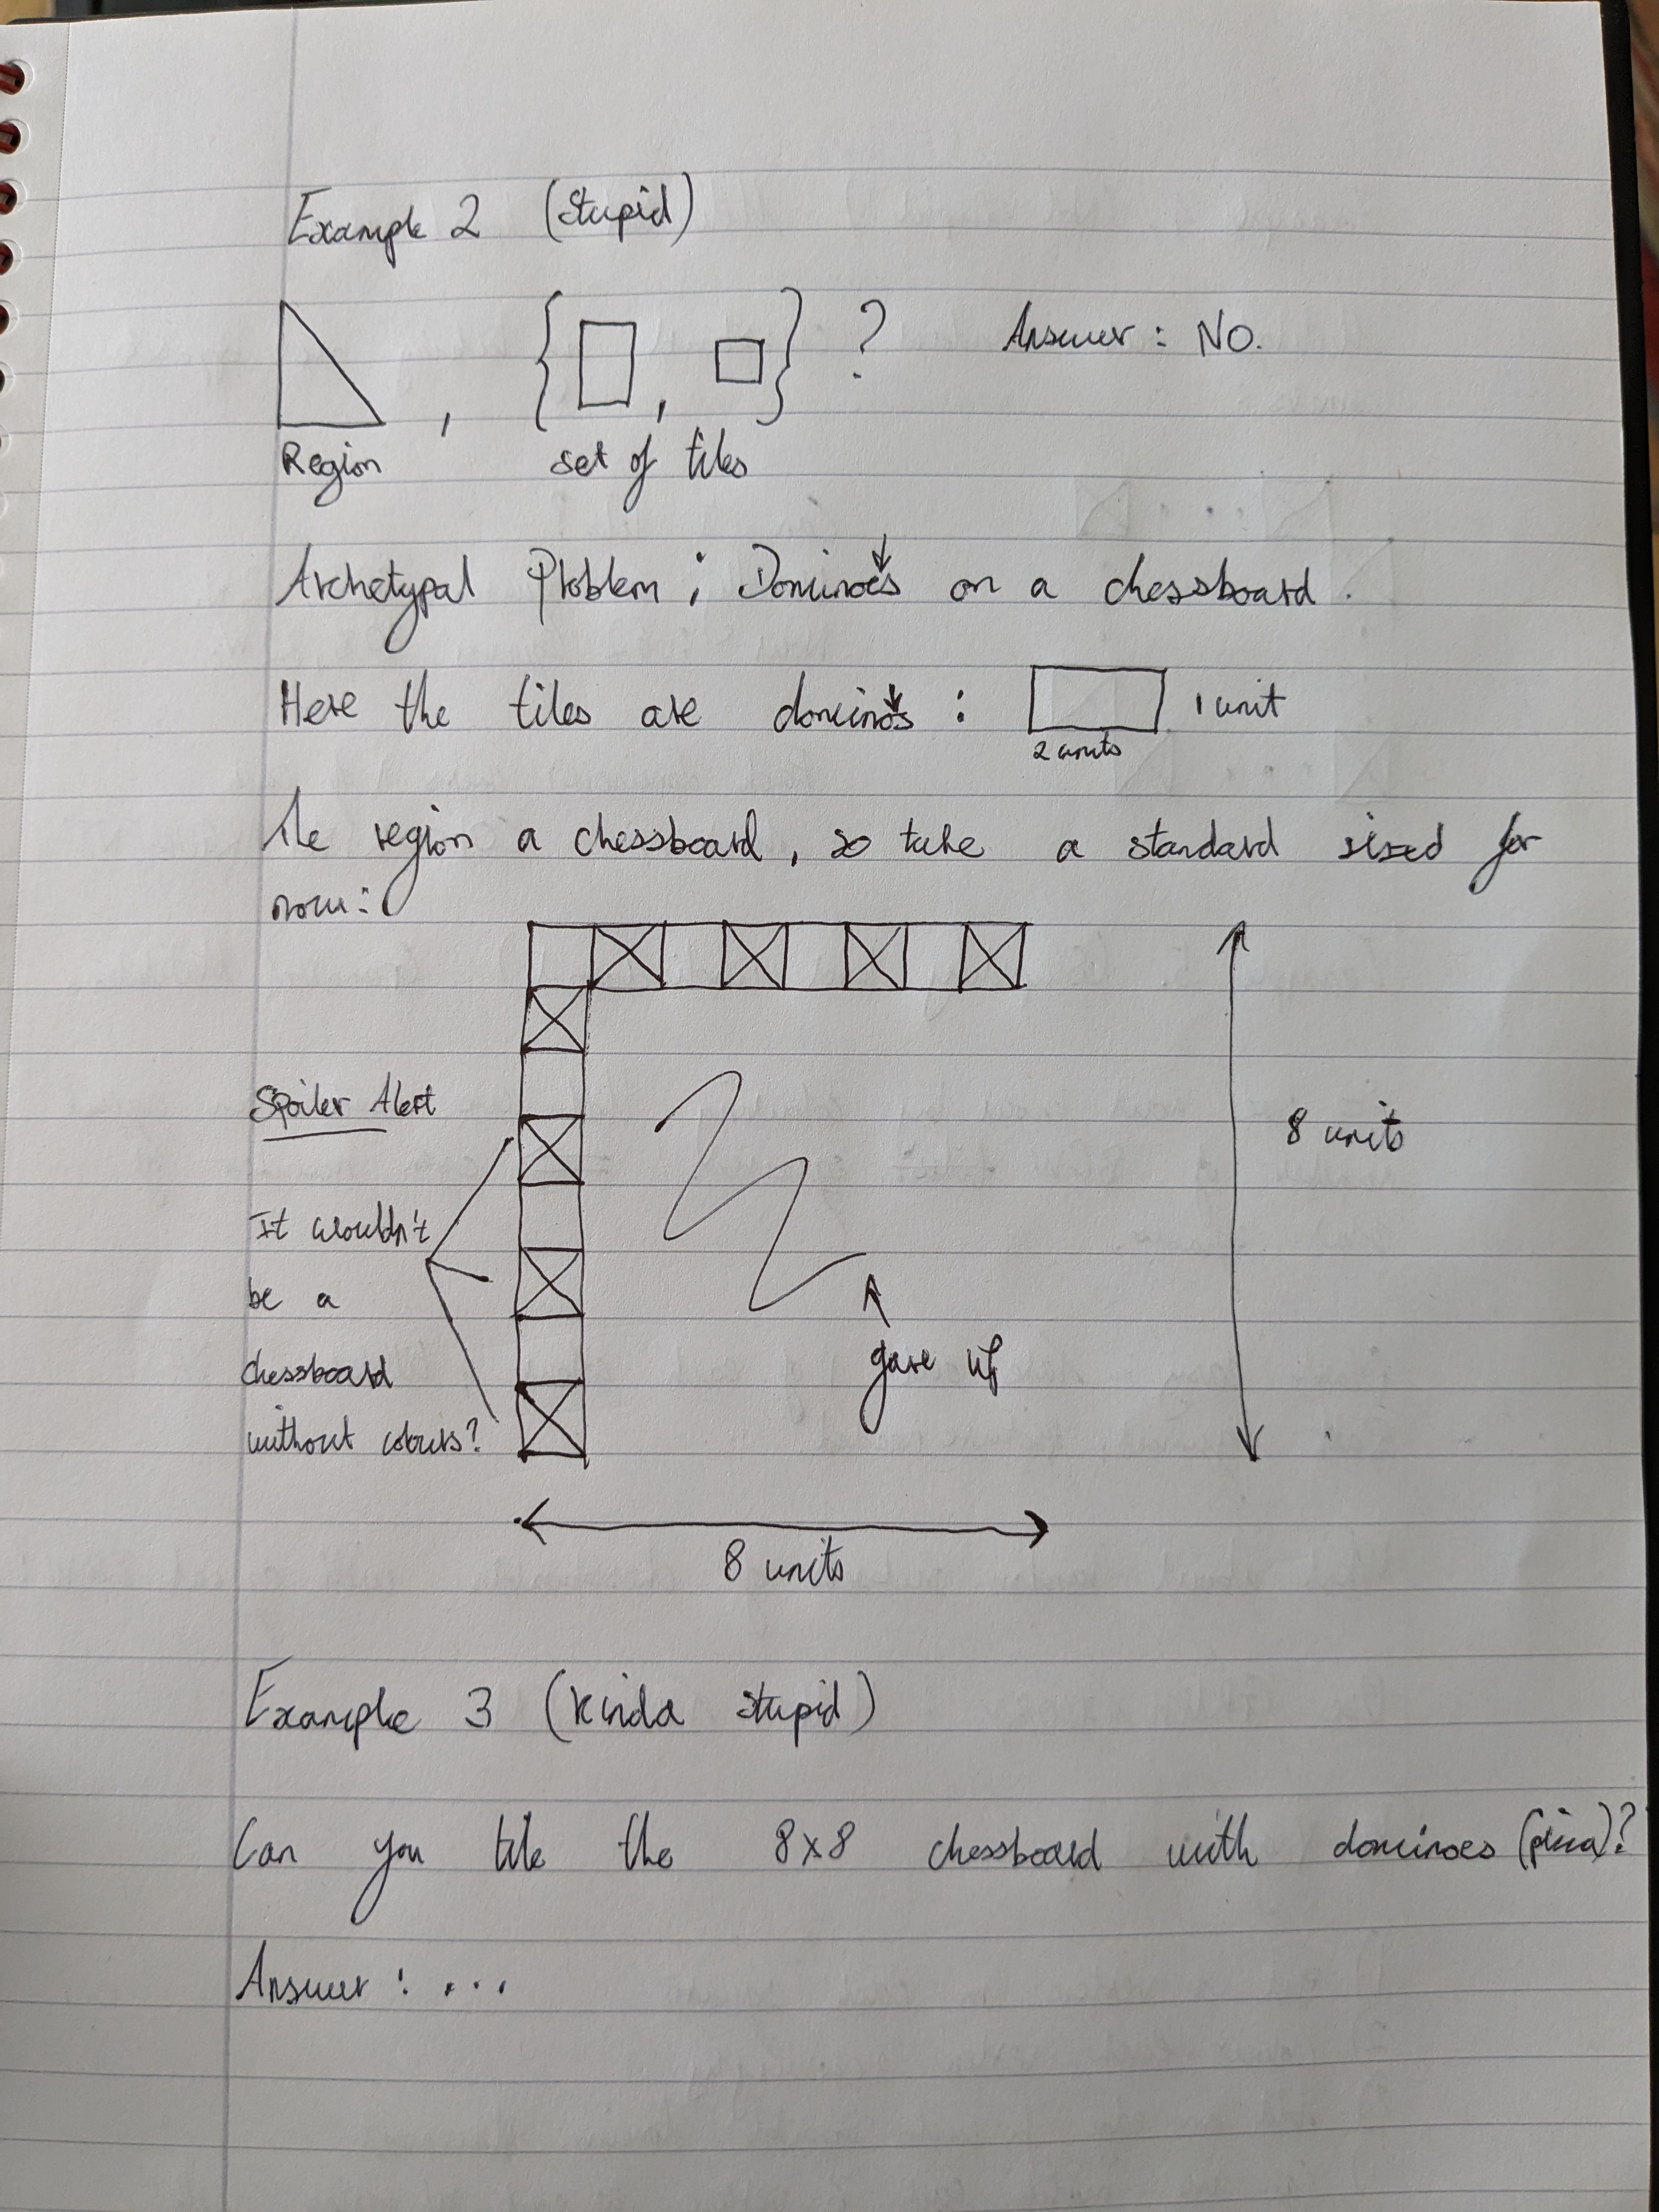 Example 2 (Stupid)
{ , } ? Answer : NO.
,
Region set of tiles
Archetypal Problem ; Dominoes on a chessboard.
Here the tiles are dominos : 1 unit
2 units
The region a chessboard, so take a standard sized for
now :
Spoiler Alert
8 units
It wouldn't
be a
chessboard
without colours?
gave up
8 units
Example 3 (kinda stupid)
Can you tile the 8x8 chessboard with dominoes ?
Answer : ...